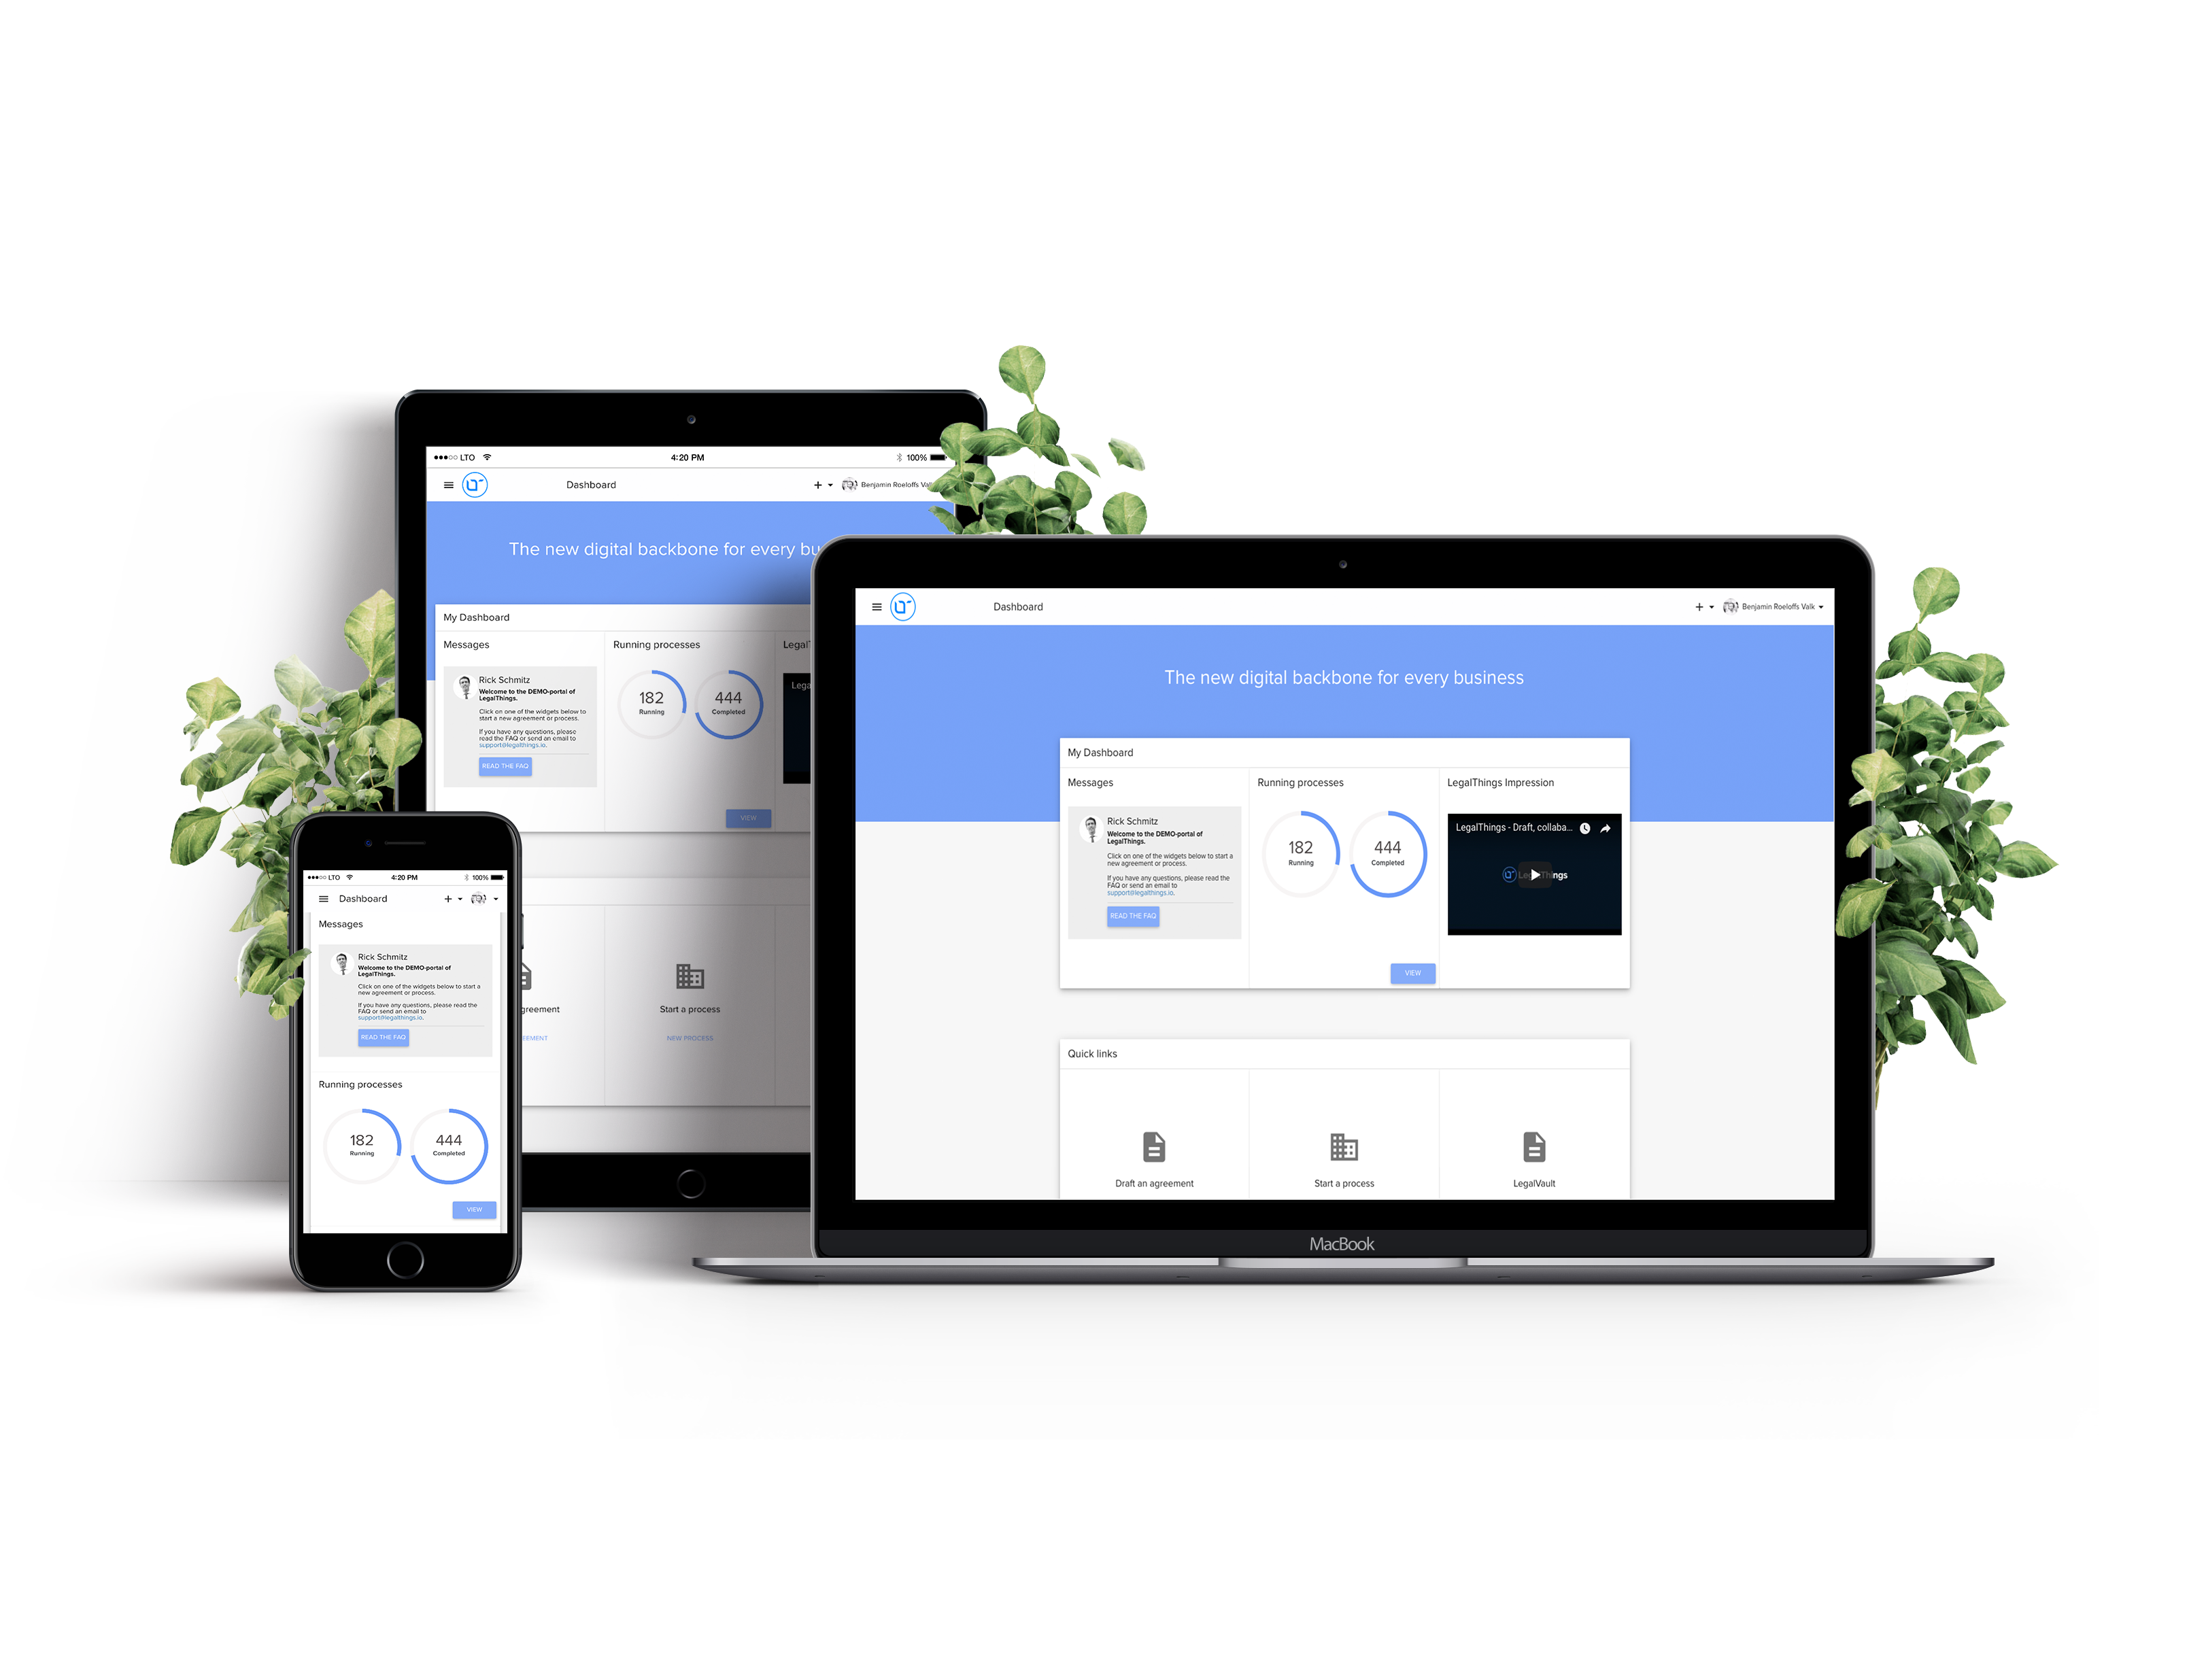 ●●●○○ LTO
4:20 PM
100%
Dashboard
Benjamin Roeloffs Val
The new digital backbone for every bu
My Dashboard
Messages
Rick Schmitz
Welcome to the DEMO-portal of
LegalThings.
Click on one of the widgets below to
start a new agreement or process.
If you have any questions, please
read the FAQ or send an email to
support@legalthings.io.
READ THE FAQ
Running processes
182
Running
444
Completed
VIEW
Legal
Lega
greement
EEMENT
Start a process
NEW PROCESS
●●●○○ LTO
4:20 PM
100%
Dashboard
Messages
Rick Schmitz
Welcome to the DEMO-portal of
LegalThings.
Click on one of the widgets below to start a
new agreement or process.
If you have any questions, please read the
FAQ or send an email to
support@legalthings.io.
READ THE FAQ
Running processes
182
Running
444
Completed
VIEW
Dashboard
Benjamin Roeloffs Valk
The new digital backbone for every business
My Dashboard
Messages
Rick Schmitz
Welcome to the DEMO-portal of
LegalThings.
Click on one of the widgets below to start a
new agreement or process.
If you have any questions, please read the
FAQ or send an email to
support@legalthings.io.
READ THE FAQ
Running processes
182
Running
444
Completed
VIEW
LegalThings Impression
LegalThings - Draft, collaba...
LegalThings
Quick links
Draft an agreement
Start a process
LegalVault
MacBook